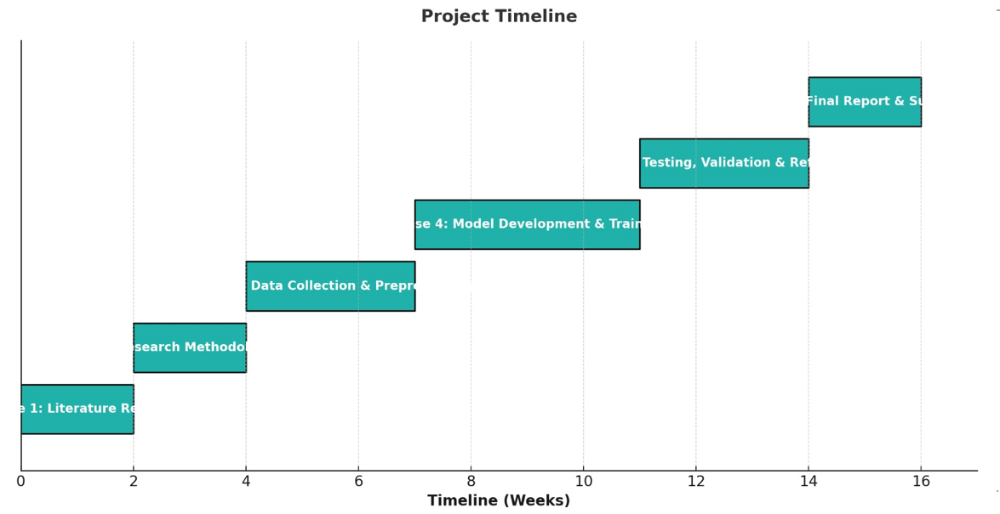 Project Timeline
Final Report & Su
Testing, Validation & Ref
se 4: Model Development & Train
Data Collection & Prepro
search Methodol
e 1: Literature Re
0 2 4 6 8 10 12 14 16
Timeline (Weeks)